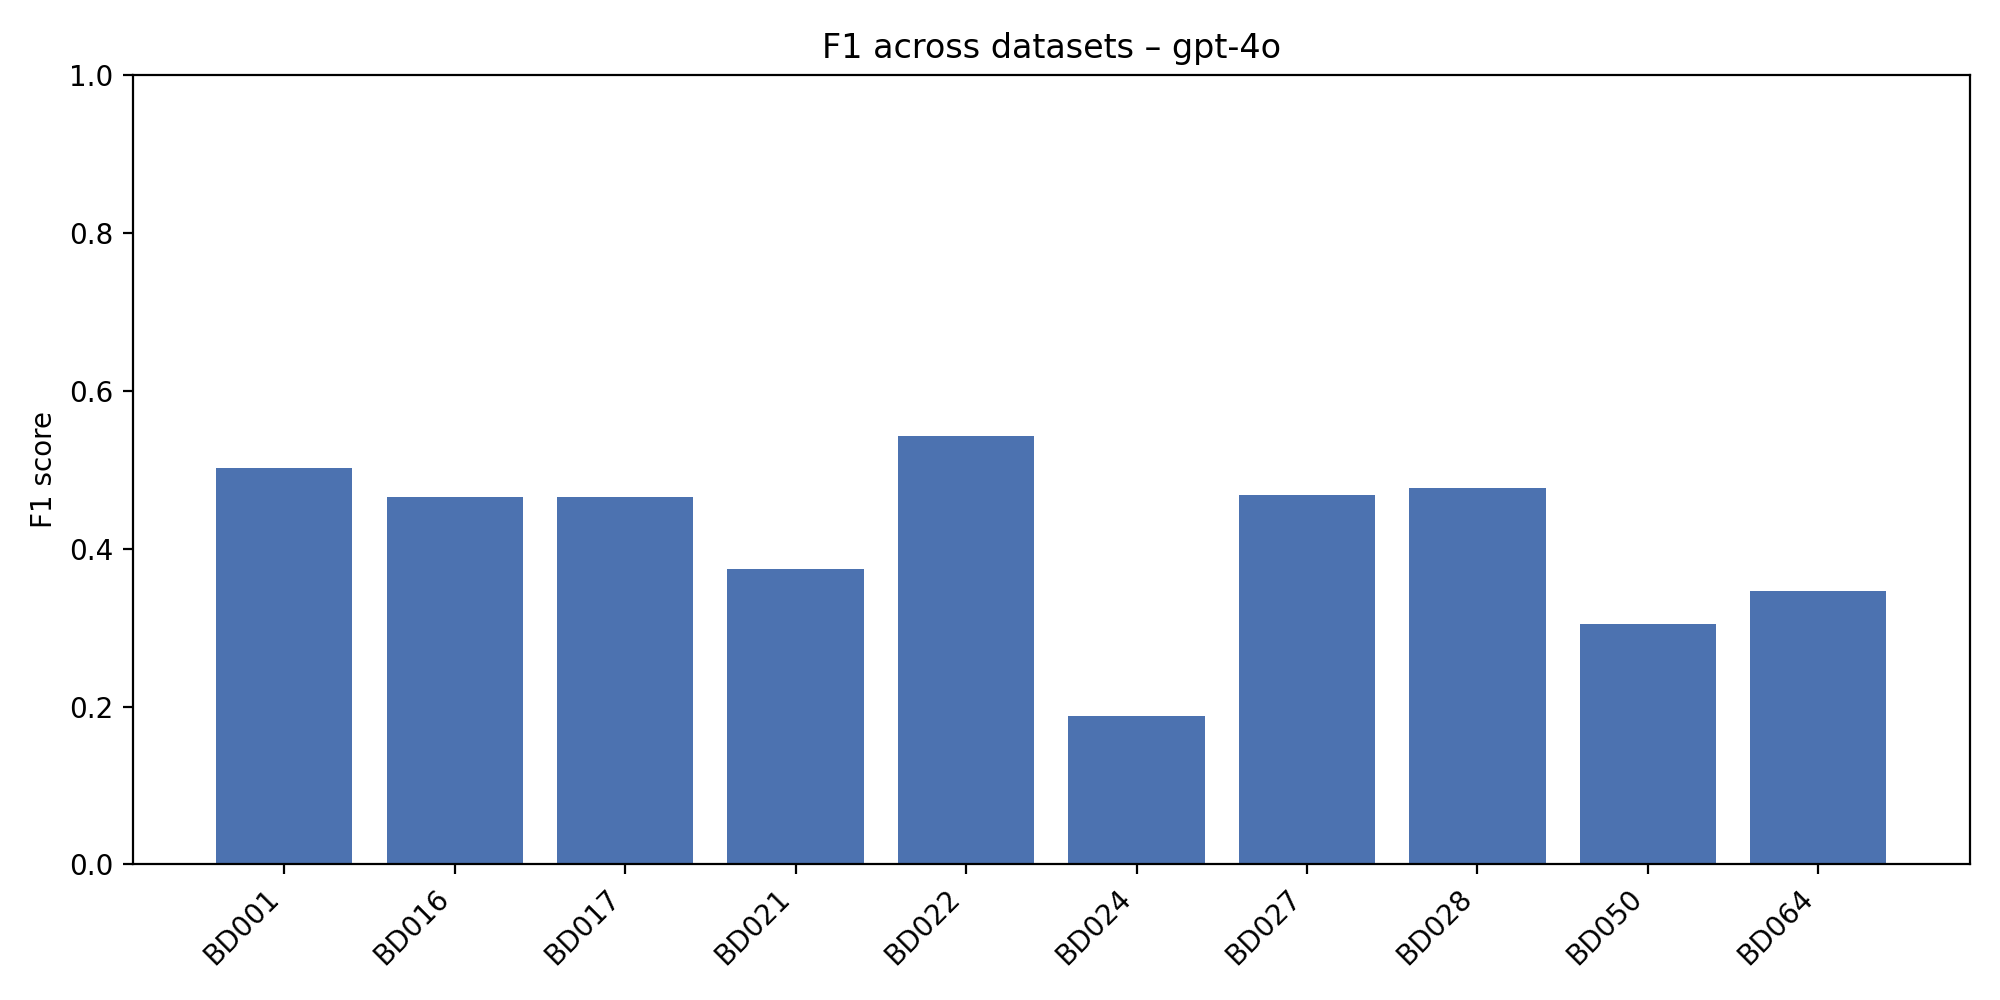 F1 across datasets – gpt-4o
1.0
0.8
0.6
0.4
0.2
0.0
F1 score
BD001
BD016
BD017
BD021
BD022
BD024
BD027
BD028
BD050
BD064